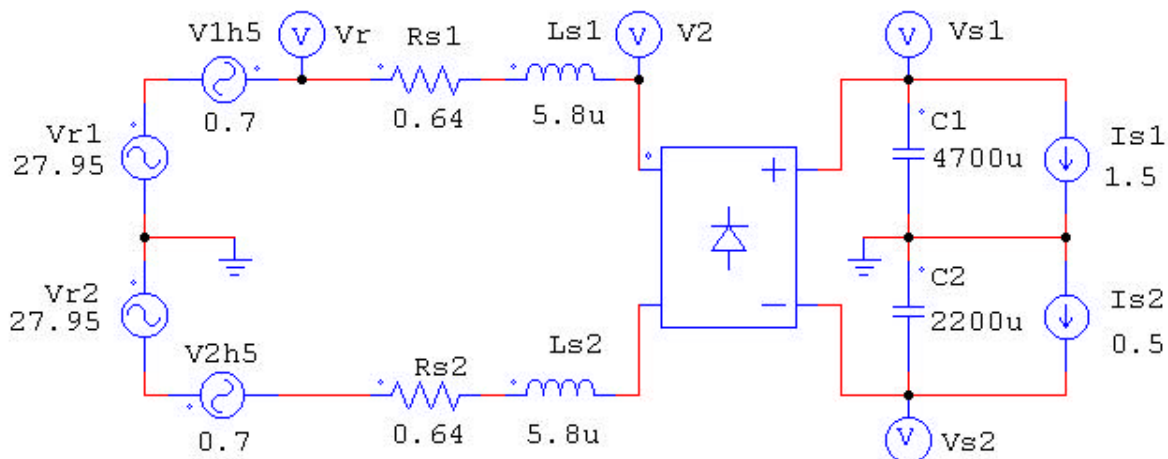 V1h5
V Vr
Rs1
Ls1
V V2
V Vs1
0.7
0.64
5.8u
Vr1
27.95
C1
4700u
Is1
1.5
+
Vr2
27.95
C2
2200u
Is2
0.5
−
V2h5
Rs2
Ls2
0.7
0.64
5.8u
V Vs2